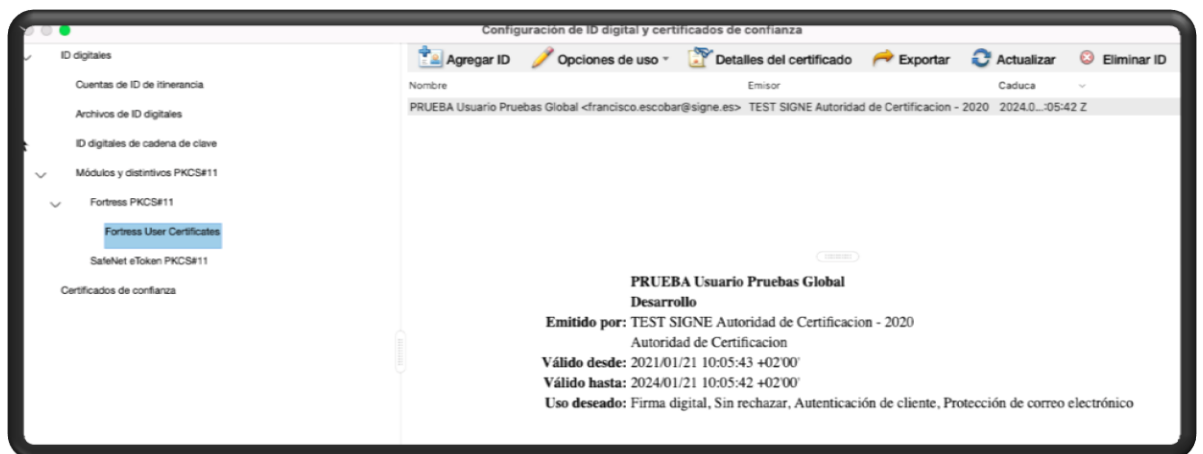 Configuración de ID digital y certificados de confianza
ID digitales
Cuentas de ID de itinerancia
Archivos de ID digitales
ID digitales de cadena de clave
Módulos y distintivos PKCS#11
Fortress PKCS#11
Fortress User Certificates
SafeNet eToken PKCS#11
Certificados de confianza
Agregar ID Opciones de uso Detalles del certificado Exportar Actualizar Eliminar ID
Nombre Emisor Caduca
PRUEBA Usuario Pruebas Global <francisco.escobar@signe.es> TEST SIGNE Autoridad de Certificacion - 2020 2024.0...:05:42 Z
PRUEBA Usuario Pruebas Global
Desarrollo
Emitido por: TEST SIGNE Autoridad de Certificacion - 2020
Autoridad de Certificacion
Válido desde: 2021/01/21 10:05:43 +02'00'
Válido hasta: 2024/01/21 10:05:42 +02'00'
Uso deseado: Firma digital, Sin rechazar, Autenticación de cliente, Protección de correo electrónico